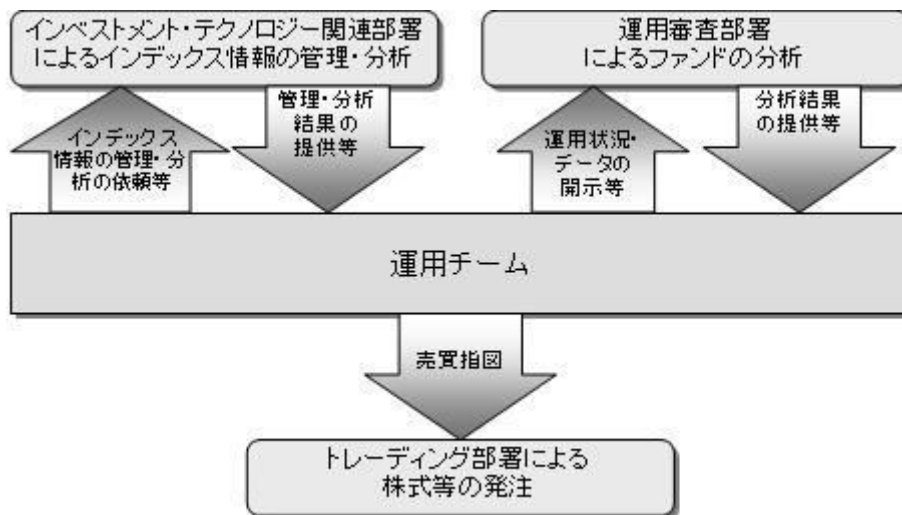 インベストメント・テクノロジー関連部署
によるインデックス情報の管理・分析
運用審査部署
によるファンドの分析
インデックス
情報の管理・分
析の依頼等
管理・分析
結果の
提供等
運用状況・
データの
開示等
分析結果
の提供等
運用チーム
売買指図
トレーディング部署による
株式等の発注